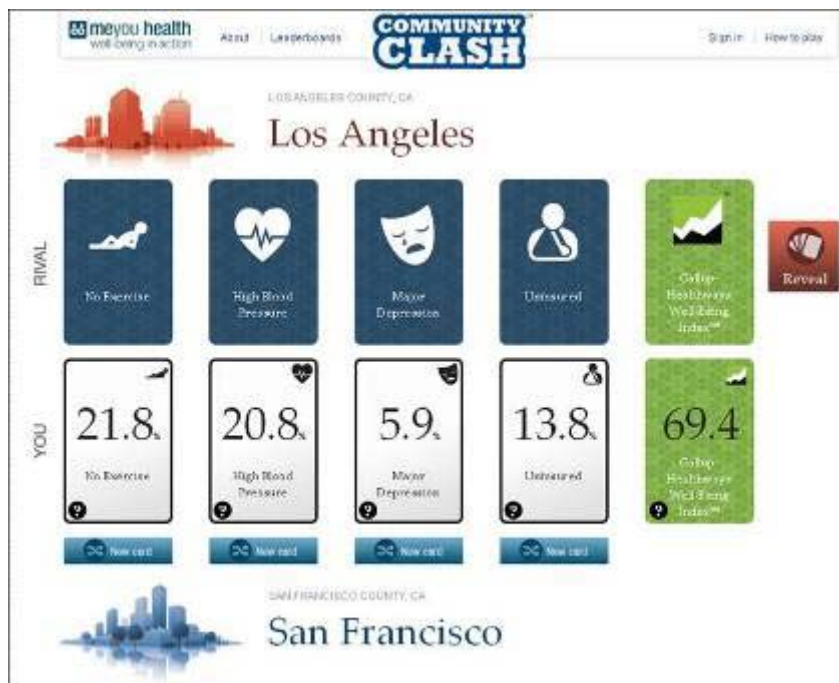 meyou health
well-being in action
About
Leaderboards
COMMUNITY
CLASH
Sign in
How to play
LOS ANGELES COUNTY, CA
Los Angeles
RIVAL
No Exercise
High Blood
Pressure
Major
Depression
Uninsured
Gallup-
Healthways
Well-Being
Index℠
Reveal
YOU
21.8%
No Exercise
?
20.8%
High Blood
Pressure
?
5.9%
Major
Depression
?
13.8%
Uninsured
?
69.4
Gallup-
Healthways
Well-Being
Index℠
?
New card
New card
New card
New card
SAN FRANCISCO COUNTY, CA
San Francisco